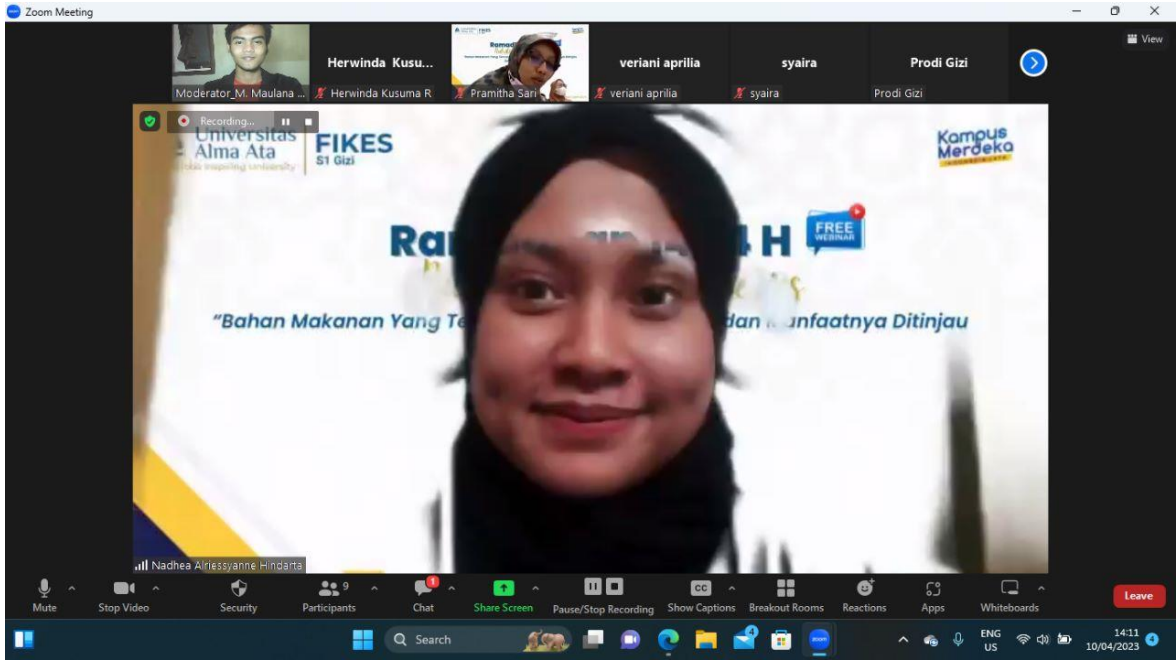 Zoom Meeting
View
Moderator_M. Maulana ...
Herwinda Kusu...
Herwinda Kusuma R
Pramitha Sari
veriani aprilia
veriani aprilia
syaira
syaira
Prodi Gizi
Prodi Gizi
Recording...
Universitas
Alma Ata
FIKES
S1 Gizi
Kampus
Merdeka
Ra
H
FREE
WEBINAR
"Bahan Makanan Yang
dan
Ditinjau
Nadhea Alriessyanne Hindarta
Mute
Stop Video
Security
9
Participants
1
Chat
Share Screen
Pause/Stop Recording
CC
Show Captions
Breakout Rooms
Reactions
Apps
Whiteboards
Leave
Search
4
zoom
ENG
US
14:11
10/04/2023
4